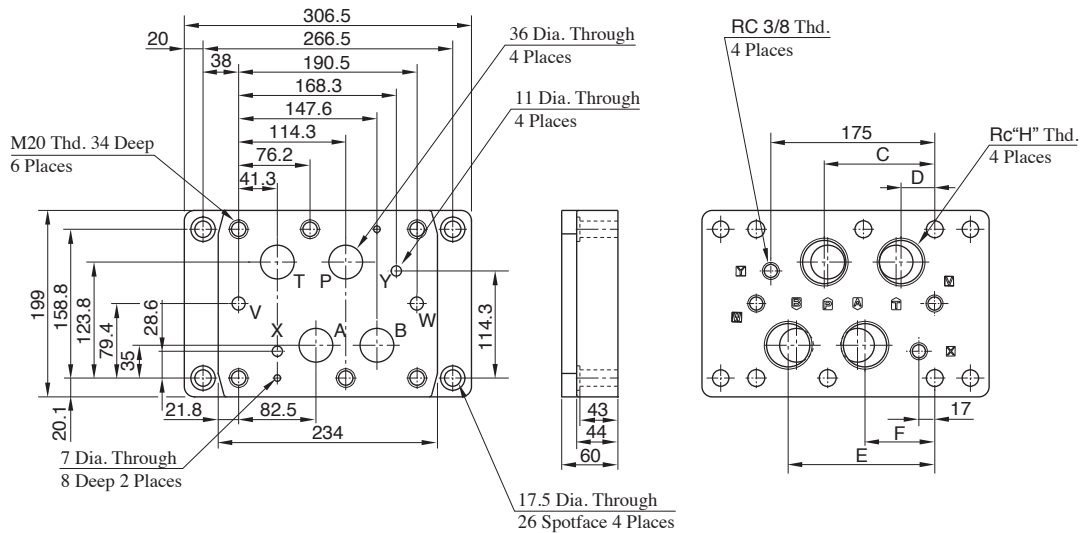 306.5
20
266.5
38
190.5
168.3
147.6
114.3
76.2
41.3
36 Dia. Through
4 Places
11 Dia. Through
4 Places
M20 Thd. 34 Deep
6 Places
199
158.8
123.8
79.4
28.6
35
20.1
T
P
Y
V
W
X
A
B
114.3
21.8
82.5
234
7 Dia. Through
8 Deep 2 Places
17.5 Dia. Through
26 Spotface 4 Places
43
44
60
RC 3/8 Thd.
4 Places
Rc“H” Thd.
4 Places
175
C
D
Y
B
P
A
T
X
17
F
E